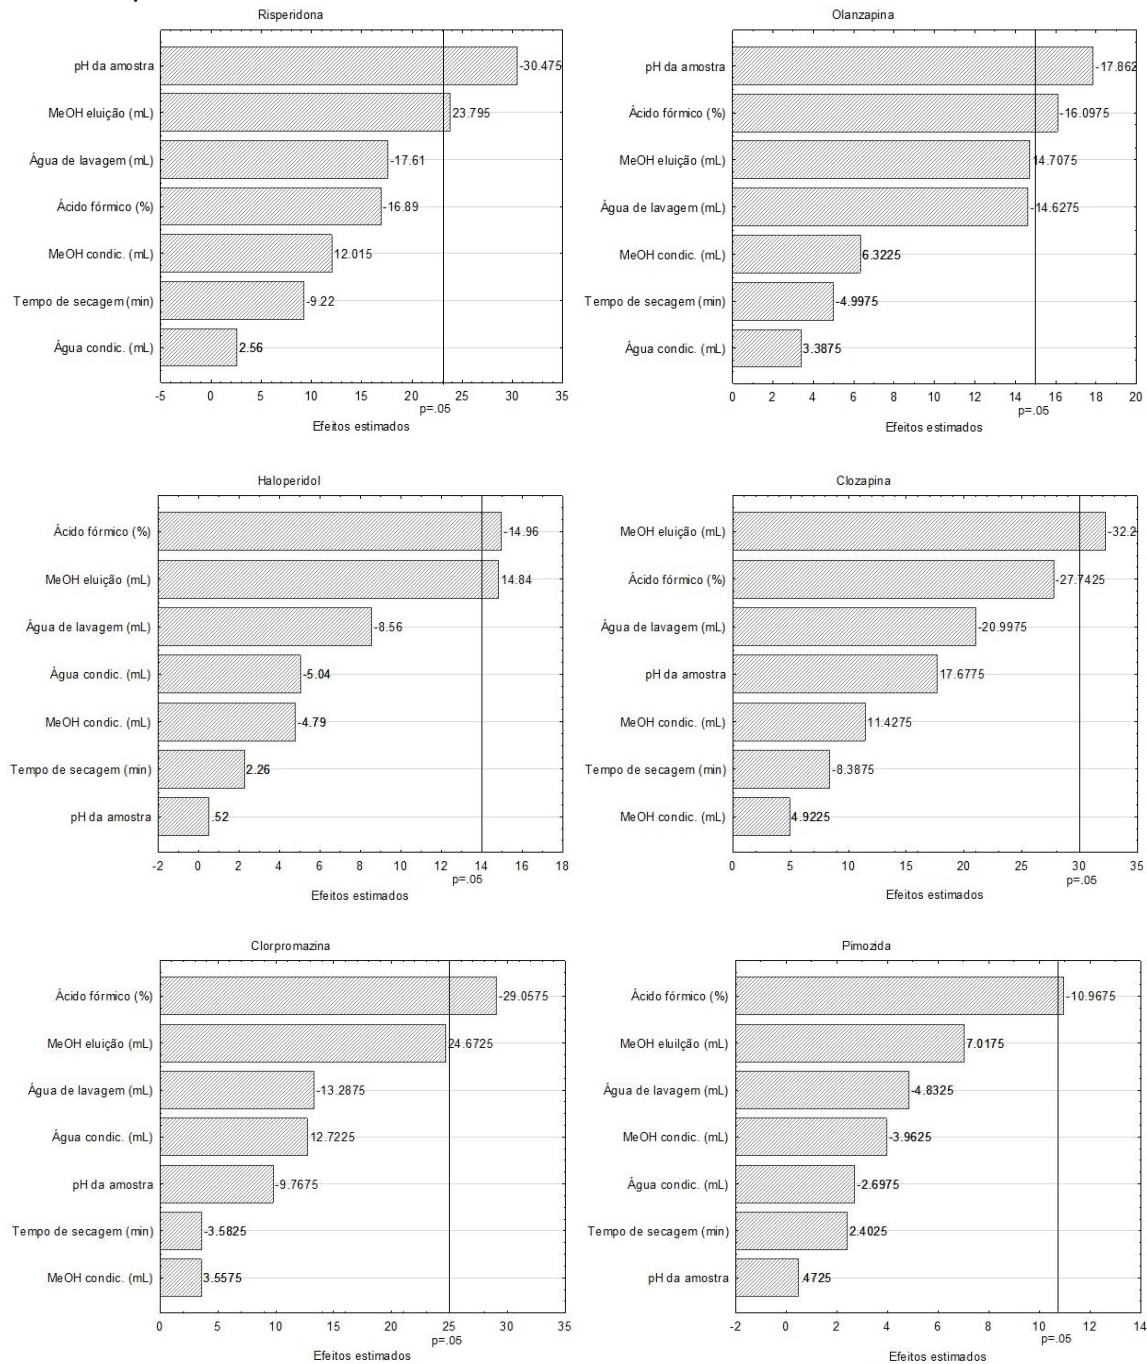 Risperidona
pH da amostra
-30.475
MeOH eluição (mL)
23.795
Água de lavagem (mL)
-17.61
Ácido fórmico (%)
-16.89
MeOH condic. (mL)
12.015
Tempo de secagem (min)
-9.22
Água condic. (mL)
2.56
-5 0 5 10 15 20 25 30 35
p=.05
Efeitos estimados
Olanzapina
pH da amostra
-17.862
Ácido fórmico (%)
-16.0975
MeOH eluição (mL)
14.7075
Água de lavagem (mL)
-14.6275
MeOH condic. (mL)
6.3225
Tempo de secagem (min)
-4.9975
Água condic. (mL)
3.3875
0 2 4 6 8 10 12 14 16 18 20
p=.05
Efeitos estimados
Haloperidol
Ácido fórmico (%)
-14.96
MeOH eluição (mL)
14.84
Água de lavagem (mL)
-8.56
Água condic. (mL)
-5.04
MeOH condic. (mL)
-4.79
Tempo de secagem (min)
2.26
pH da amostra
.52
-2 0 2 4 6 8 10 12 14 16 18
p=.05
Efeitos estimados
Clozapina
MeOH eluição (mL)
-32.2
Ácido fórmico (%)
-27.7425
Água de lavagem (mL)
-20.9975
pH da amostra
17.6775
MeOH condic. (mL)
11.4275
Tempo de secagem (min)
-8.3875
MeOH condic. (mL)
4.9225
0 5 10 15 20 25 30 35
p=.05
Efeitos estimados
Clorpromazina
Ácido fórmico (%)
-29.0575
MeOH eluição (mL)
24.6725
Água de lavagem (mL)
-13.2875
Água condic. (mL)
12.7225
pH da amostra
-9.7675
Tempo de secagem (min)
-3.5825
MeOH condic. (mL)
3.5575
0 5 10 15 20 25 30 35
p=.05
Efeitos estimados
Pimozida
Ácido fórmico (%)
-10.9675
MeOH eluilção (mL)
7.0175
Água de lavagem (mL)
-4.8325
MeOH condic. (mL)
-3.9625
Água condic. (mL)
-2.6975
Tempo de secagem (min)
2.4025
pH da amostra
.4725
-2 0 2 4 6 8 10 12 14
p=.05
Efeitos estimados